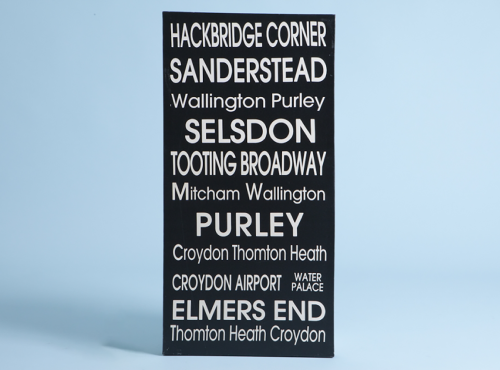 HACKBRIDGE CORNER
SANDERSTEAD
Wallington Purley
SELSDON
TOOTING BROADWAY
Mitcham Wallington
PURLEY
Croydon Thomton Heath
CROYDON AIRPORT WATER PALACE
ELMERS END
Thomton Heath Croydon